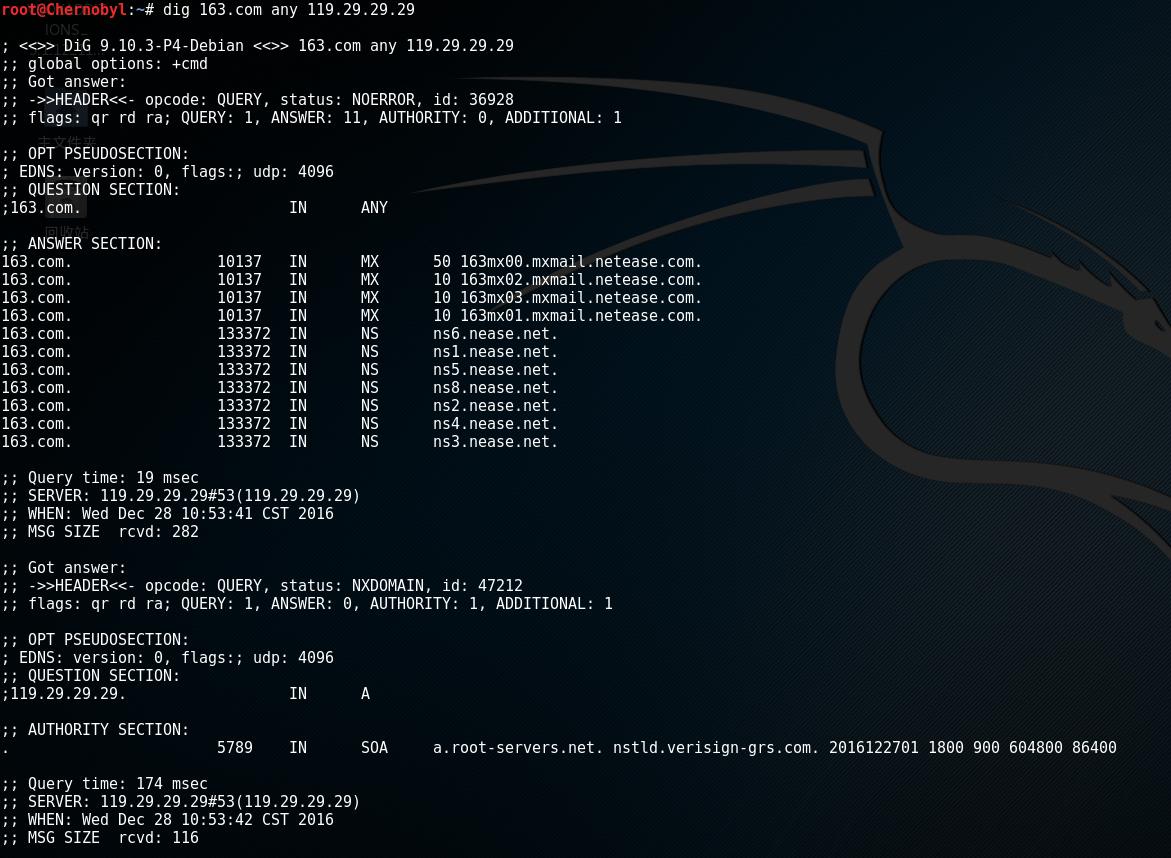 root@Chernobyl:~# dig 163.com any 119.29.29.29
IONS_
; <<>> DiG 9.10.3-P4-Debian <<>> 163.com any 119.29.29.29
;; global options: +cmd
;; Got answer:
;; ->>HEADER<<- opcode: QUERY, status: NOERROR, id: 36928
;; flags: qr rd ra; QUERY: 1, ANSWER: 11, AUTHORITY: 0, ADDITIONAL: 1
主文件夹
;; OPT PSEUDOSECTION:
; EDNS: version: 0, flags:; udp: 4096
;; QUESTION SECTION:
;163.com. IN ANY
回收站
;; ANSWER SECTION:
163.com. 10137 IN MX 50 163mx00.mxmail.netease.com.
163.com. 10137 IN MX 10 163mx02.mxmail.netease.com.
163.com. 10137 IN MX 10 163mx03.mxmail.netease.com.
163.com. 10137 IN MX 10 163mx01.mxmail.netease.com.
163.com. 133372 IN NS ns6.nease.net.
163.com. 133372 IN NS ns1.nease.net.
163.com. 133372 IN NS ns5.nease.net.
163.com. 133372 IN NS ns8.nease.net.
163.com. 133372 IN NS ns2.nease.net.
163.com. 133372 IN NS ns4.nease.net.
163.com. 133372 IN NS ns3.nease.net.
;; Query time: 19 msec
;; SERVER: 119.29.29.29#53(119.29.29.29)
;; WHEN: Wed Dec 28 10:53:41 CST 2016
;; MSG SIZE rcvd: 282
;; Got answer:
;; ->>HEADER<<- opcode: QUERY, status: NXDOMAIN, id: 47212
;; flags: qr rd ra; QUERY: 1, ANSWER: 0, AUTHORITY: 1, ADDITIONAL: 1
;; OPT PSEUDOSECTION:
; EDNS: version: 0, flags:; udp: 4096
;; QUESTION SECTION:
;119.29.29.29. IN A
;; AUTHORITY SECTION:
. 5789 IN SOA a.root-servers.net. nstld.verisign-grs.com. 2016122701 1800 900 604800 86400
;; Query time: 174 msec
;; SERVER: 119.29.29.29#53(119.29.29.29)
;; WHEN: Wed Dec 28 10:53:42 CST 2016
;; MSG SIZE rcvd: 116